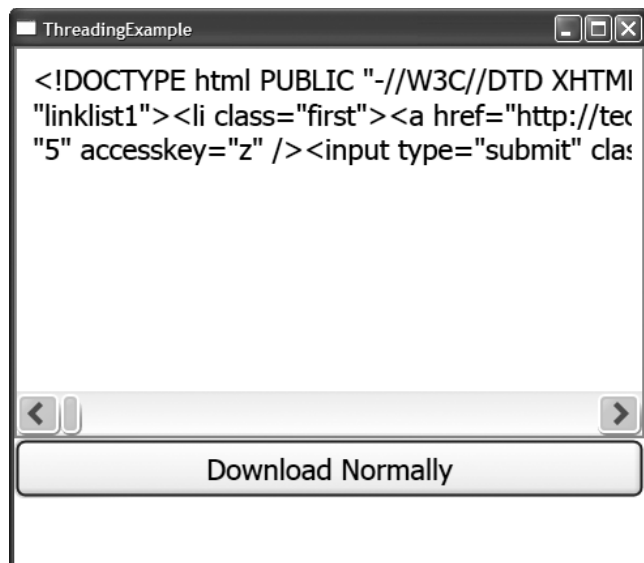 ThreadingExample
<!DOCTYPE html PUBLIC "-//W3C//DTD XHTML
"linklist1"><li class="first"><a href="http://tec
"5" accesskey="z" /><input type="submit" clas
Download Normally